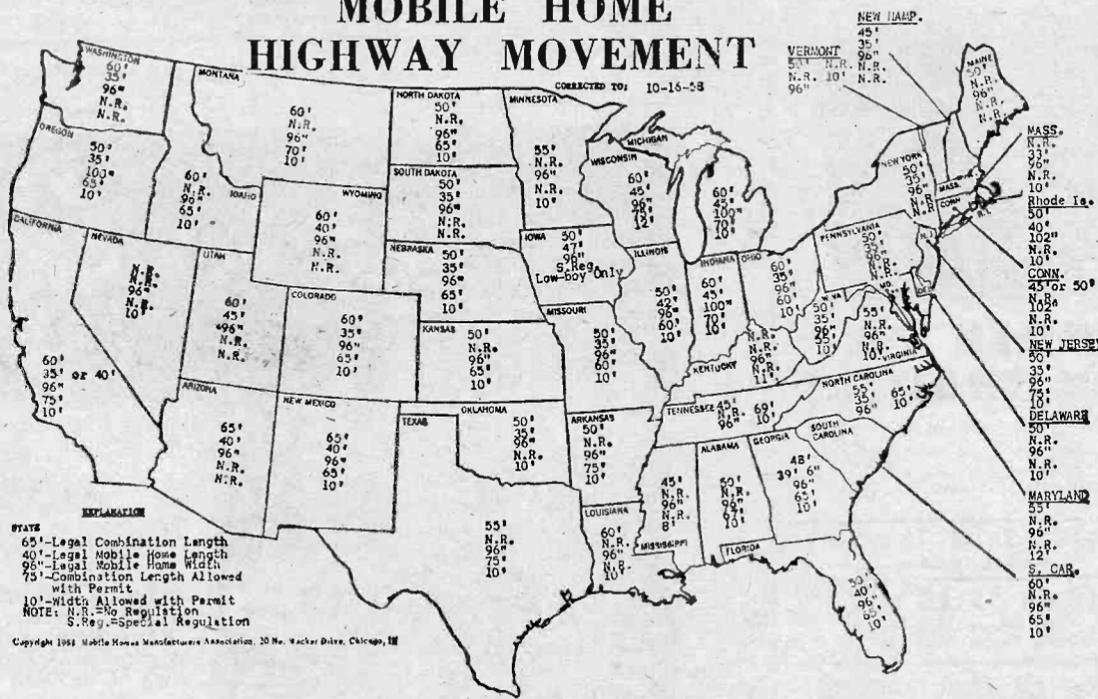 MOBILE HOME
HIGHWAY MOVEMENT
CORRECTED TO: 10-16-58
WASHINGTON
60'
35'
96"
N.R.
N.R.
OREGON
50'
35'
100"
65'
10'
CALIFORNIA
60'
35' or 40'
96"
75'
10'
NEVADA
N.R.
N.R.
96"
N.R.
10'
IDAHO
60'
N.R.
96"
65'
10'
MONTANA
60'
N.R.
96"
70'
10'
WYOMING
60'
40'
96"
N.R.
N.R.
UTAH
60'
45'
96"
N.R.
N.R.
COLORADO
60'
35'
96"
65'
10'
ARIZONA
65'
40'
96"
N.R.
N.R.
NEW MEXICO
65'
40'
96"
65'
10'
NORTH DAKOTA
50'
N.R.
96"
65'
10'
SOUTH DAKOTA
50'
35'
96"
N.R.
N.R.
NEBRASKA
50'
35'
96"
65'
10'
KANSAS
50'
N.R.
96"
65'
10'
OKLAHOMA
50'
35'
96"
N.R.
10'
TEXAS
55'
N.R.
96"
75'
10'
MINNESOTA
55'
N.R.
96"
N.R.
10'
IOWA
50'
47'
96"
S.Reg.
Low-boy Only
MISSOURI
50'
35'
96"
60'
10'
ARKANSAS
50'
N.R.
96"
75'
10'
LOUISIANA
60'
N.R.
96"
N.R.
10'
WISCONSIN
60'
45'
96"
12'
ILLINOIS
50'
42'
96"
60'
10'
MICHIGAN
60'
45'
100"
70'
10'
INDIANA
60'
45'
100"
70'
10'
OHIO
60'
35'
96"
60'
10'
KENTUCKY
N.R.
N.R.
96"
N.R.
11'
TENNESSEE
45'
N.R.
96"
69'
10'
MISSISSIPPI
45'
N.R.
96"
N.R.
8'
ALABAMA
50'
N.R.
96"
67'
10'
GEORGIA
48'
39' 6"
96"
65'
10'
FLORIDA
50'
40'
96"
65'
10'
SOUTH CAROLINA
NORTH CAROLINA
55'
35'
96"
65'
10'
VIRGINIA
55'
N.R.
96"
N.R.
10'
W.VA
50'
35'
96"
55'
10'
MD.
DEL
N.J.
PENNSYLVANIA
50'
35'
96"
N.R.
N.R.
NEW YORK
50'
35'
96"
N.R
N.R
MASS.
CONN
R.I.
VERMONT
50' N.R.
N.R. 10'
96"
NEW HAMP.
45'
35'
96"
N.R.
N.R.
MAINE
50'
N.R.
96"
N.R.
N.R.
MASS.
N.R.
33'
96"
N.R.
10'
Rhode Is.
50'
40'
102"
N.R.
10'
CONN.
45' or 50'
N.R.
102"
N.R.
10'
NEW JERSEY
50'
35'
96"
73'
10'
DELAWARE
50'
N.R.
96"
N.R.
10'
MARYLAND
55'
N.R.
96"
N.R.
12'
S. CAR.
60'
N.R.
96"
65'
10'
EXPLANATION
STATE
65'-Legal Combination Length
40'-Legal Mobile Home Length
96"-Legal Mobile Home Width
75'-Combination Length Allowed
with Permit
10'-Width Allowed with Permit
NOTE: N.R.=No Regulation
S.Reg.=Special Regulation
Copyright Mobile Homes Manufacturers Association, 20 No. Wacker Drive, Chicago,